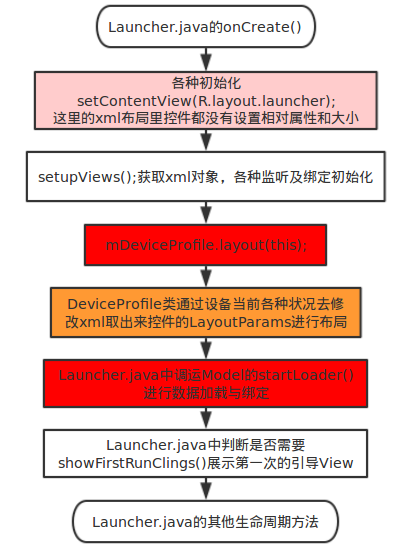 Launcher.java的onCreate()
各种初始化
setContentView(R.layout.launcher);
这里的xml布局里控件都没有设置相对属性和大小
setupViews();获取xml对象，各种监听及绑定初始化
mDeviceProfile.layout(this);
DeviceProfile类通过设备当前各种状况去修
改xml取出来控件的LayoutParams进行布局
Launcher.java中调运Model的startLoader()
进行数据加载与绑定
Launcher.java中判断是否需要
showFirstRunClings()展示第一次的引导View
Launcher.java的其他生命周期方法